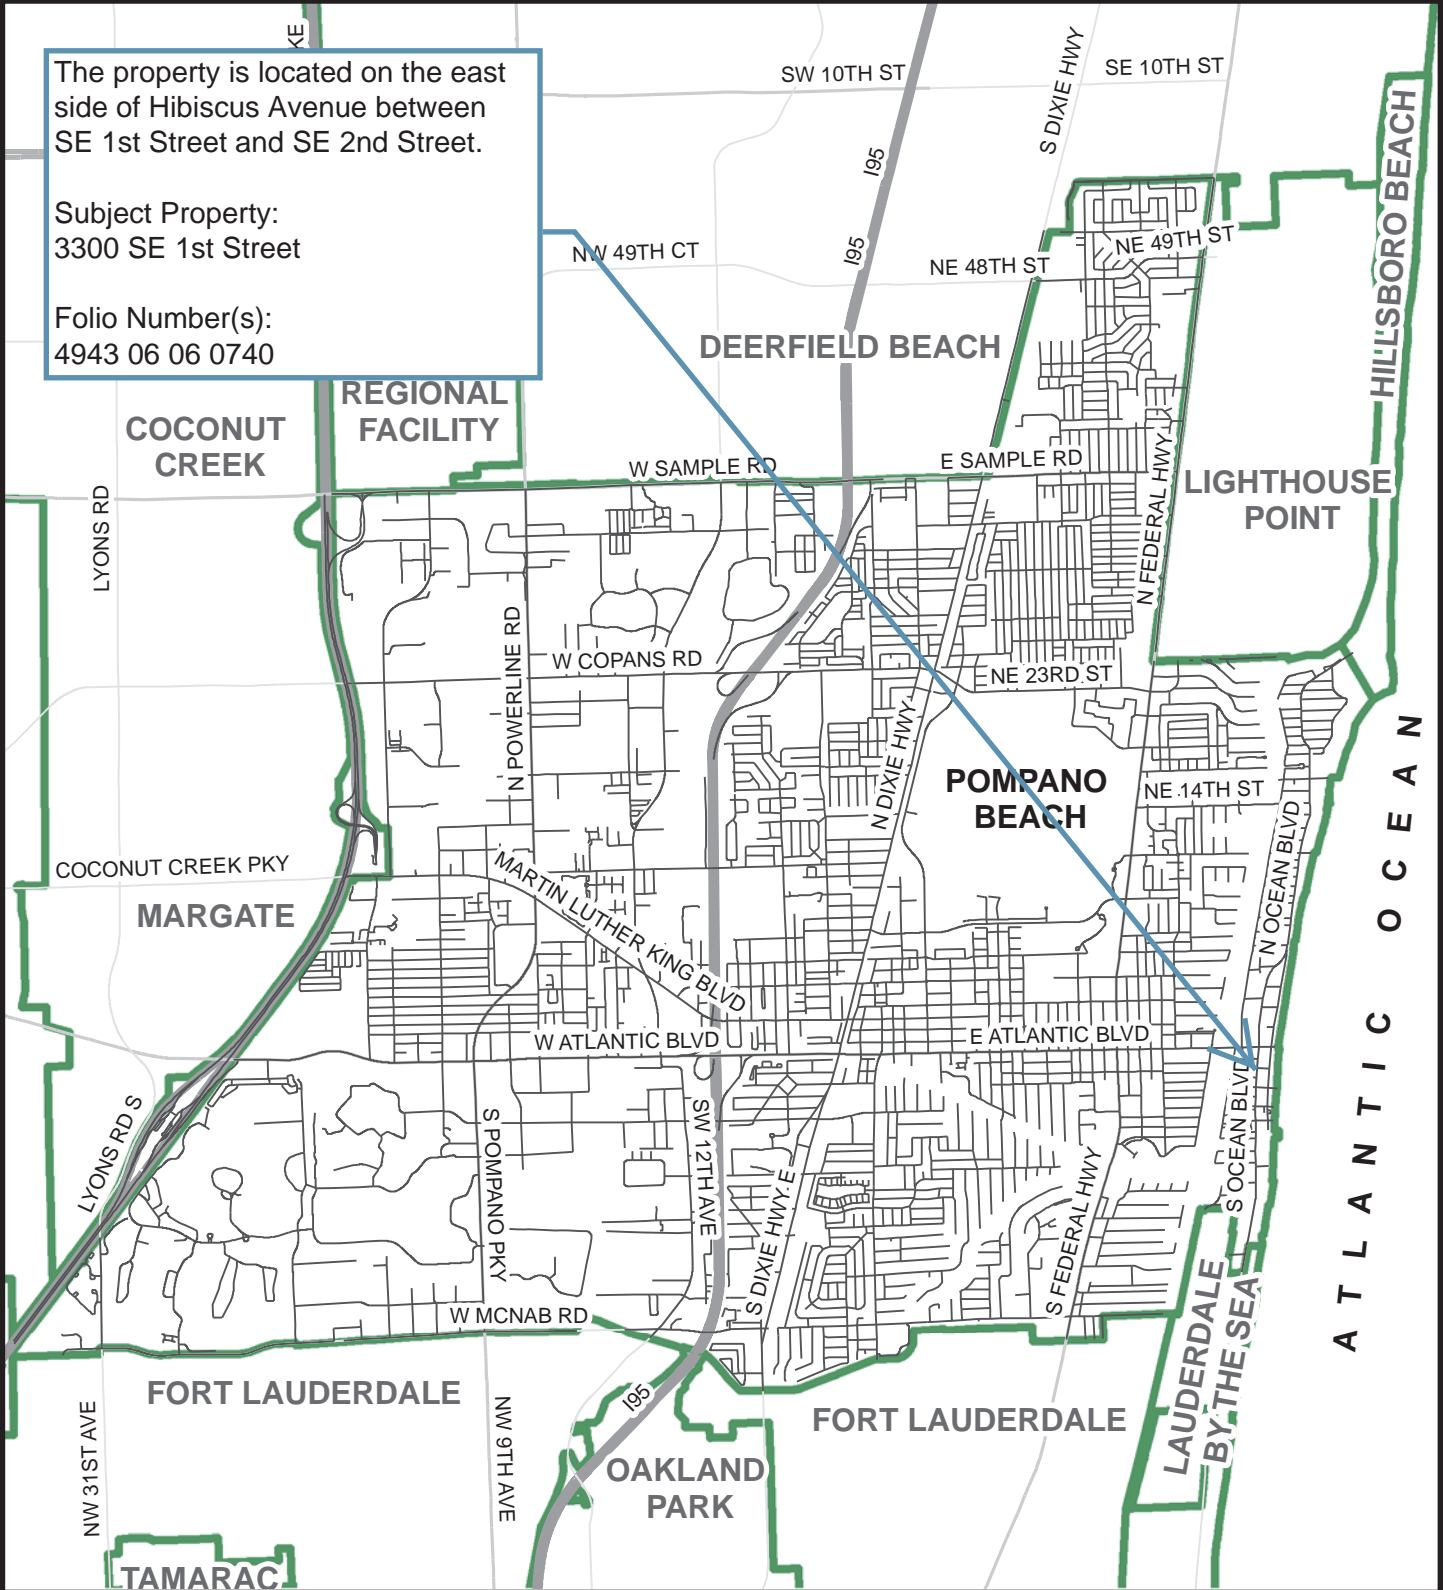 KE
The property is located on the east
side of Hibiscus Avenue between
SE 1st Street and SE 2nd Street.
Subject Property:
3300 SE 1st Street
Folio Number(s):
4943 06 06 0740
SW 10TH ST
S DIXIE HWY
SE 10TH ST
HILLSBORO BEACH
I95
I95
NW 49TH CT
NE 48TH ST
NE 49TH ST
DEERFIELD BEACH
REGIONAL
FACILITY
COCONUT
CREEK
W SAMPLE RD
E SAMPLE RD
N FEDERAL HWY
LIGHTHOUSE
POINT
LYONS RD
N POWERLINE RD
W COPANS RD
NE 23RD ST
N DIXIE HWY
POMPANO
BEACH
NE 14TH ST
N OCEAN BLVD
ATLANTIC OCEAN
COCONUT CREEK PKY
MARGATE
MARTIN LUTHER KING BLVD
W ATLANTIC BLVD
E ATLANTIC BLVD
LYONS RD S
S POMPANO PKY
SW 12TH AVE
S DIXIE HWY E
S FEDERAL HWY
S OCEAN BLVD
W MCNAB RD
LAUDERDALE
BY THE SEA
FORT LAUDERDALE
I95
FORT LAUDERDALE
NW 31ST AVE
NW 9TH AVE
OAKLAND
PARK
TAMARAC